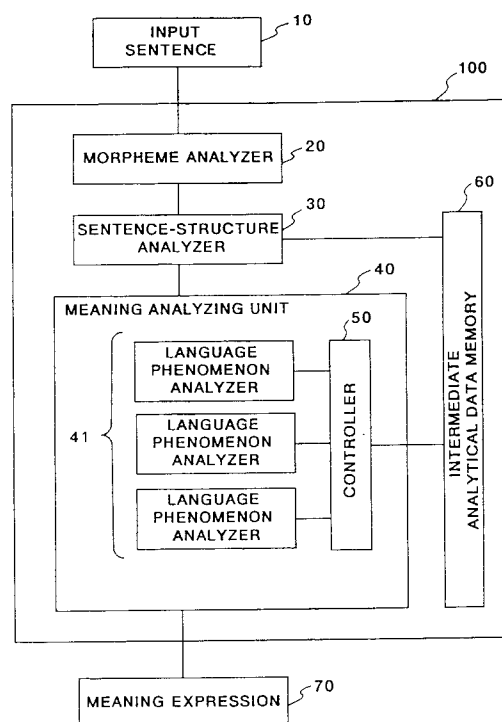 INPUT
SENTENCE
10
100
MORPHEME ANALYZER
20
SENTENCE-STRUCTURE
ANALYZER
30
60
MEANING ANALYZING UNIT
40
50
41
LANGUAGE
PHENOMENON
ANALYZER
LANGUAGE
PHENOMENON
ANALYZER
LANGUAGE
PHENOMENON
ANALYZER
CONTROLLER
INTERMEDIATE
ANALYTICAL DATA MEMORY
MEANING EXPRESSION
70